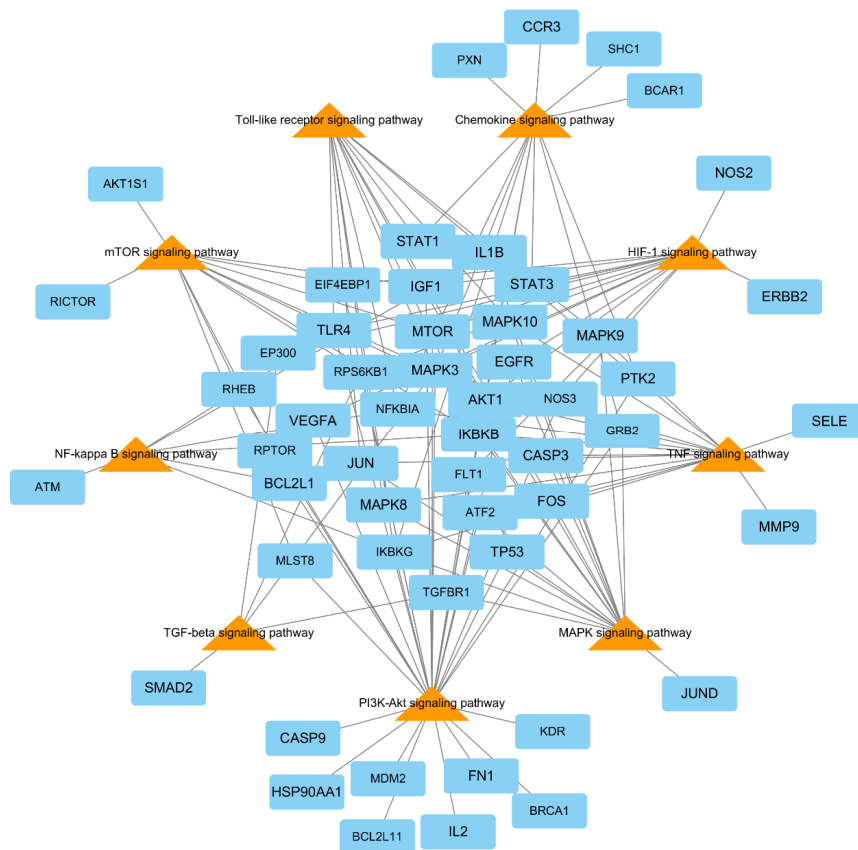 CCR3
SHC1
PXN
BCAR1
Toll-like receptor signaling pathway
Chemokine signaling pathway
NOS2
AKT1S1
STAT1
IL1B
mTOR signaling pathway
HIF-1 signaling pathway
EIF4EBP1
IGF1
STAT3
RICTOR
ERBB2
TLR4
MTOR
MAPK10
MAPK9
EP300
RPS6KB1
MAPK3
EGFR
PTK2
RHEB
AKT1
NOS3
VEGFA
NFKBIA
SELE
GRB2
IKBKB
RPTOR
NF-kappa B signaling pathway
JUN
CASP3
TNF signaling pathway
FLT1
ATM
BCL2L1
MAPK8
FOS
ATF2
MMP9
MLST8
IKBKG
TP53
TGFBR1
TGF-beta signaling pathway
MAPK signaling pathway
SMAD2
JUND
PI3K-Akt signaling pathway
CASP9
KDR
HSP90AA1
MDM2
FN1
BRCA1
BCL2L11
IL2